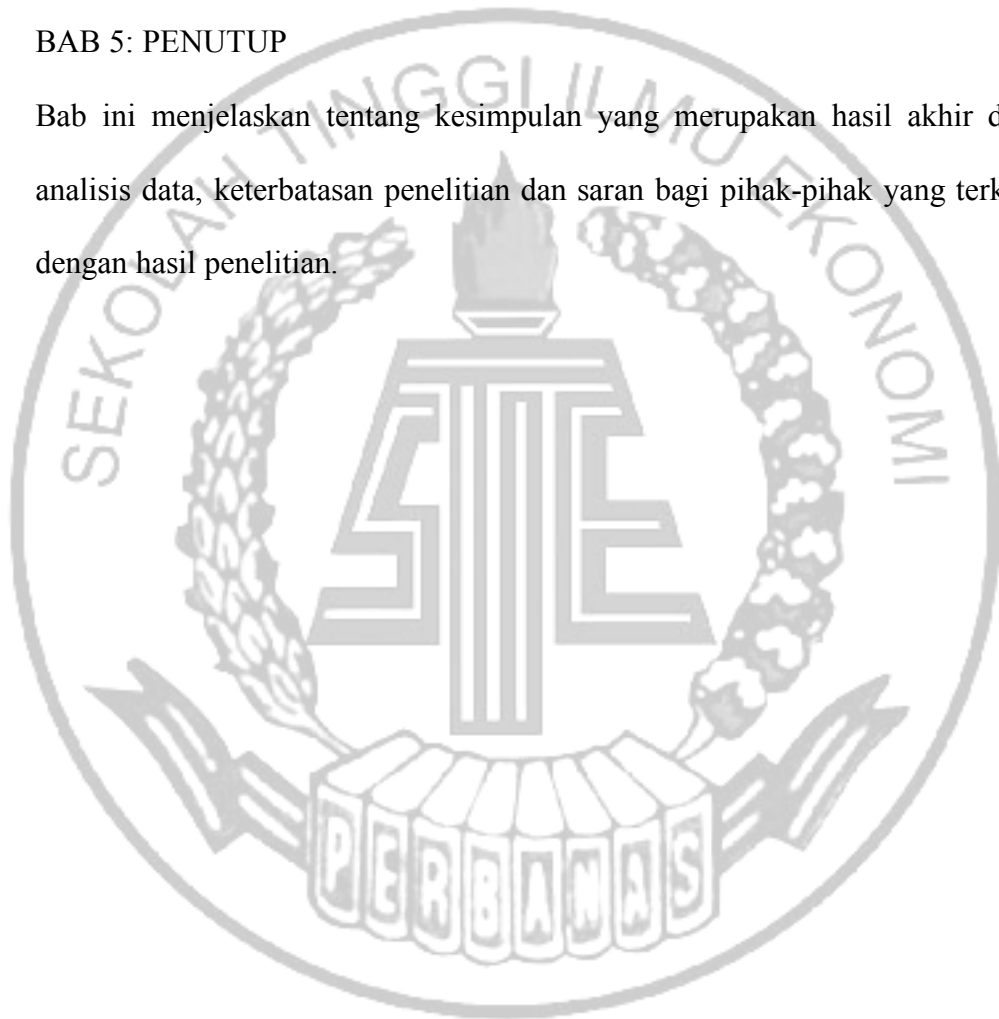 BAB 5: PENUTUP
Bab ini menjelaskan tentang kesimpulan yang merupakan hasil akhir d
analisis data, keterbatasan penelitian dan saran bagi pihak-pihak yang terk
dengan hasil penelitian.
SEKOLAH TINGGI ILMU EKONOMI
STIE
PERBANAS